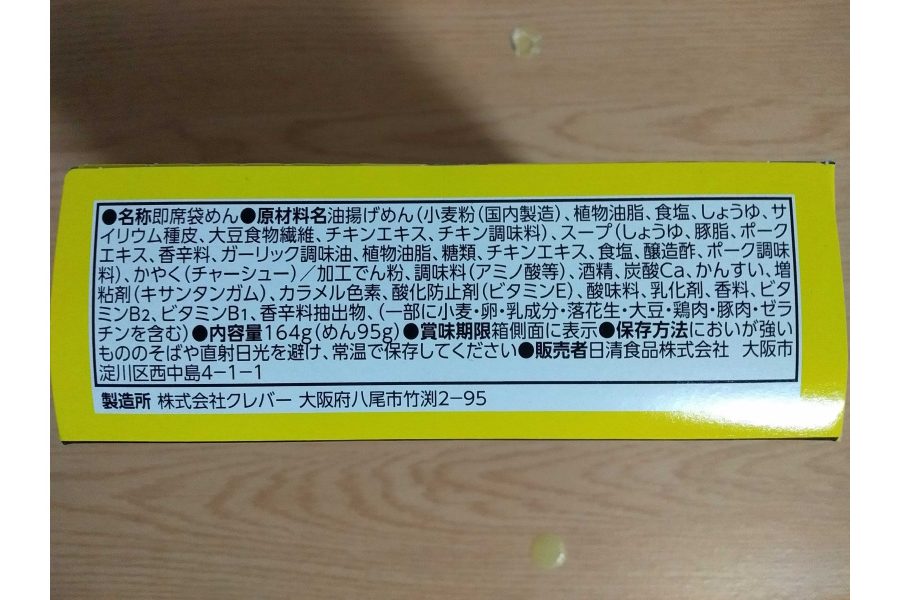 ●名称即席袋めん●原材料名油揚げめん(小麦粉(国内製造)、植物油脂、食塩、しょうゆ、サ
イリウム種皮、大豆食物繊維、チキンエキス、チキン調味料)、スープ(しょうゆ、豚脂、ポーク
エキス、香辛料、ガーリック調味油、植物油脂、糖類、チキンエキス、食塩、醸造酢、ポーク調味
料)、かやく(チャーシュー)/加工でん粉、調味料(アミノ酸等)、酒精、炭酸Ca、かんすい、増
粘剤(キサンタンガム)、カラメル色素、酸化防止剤(ビタミンE)、酸味料、乳化剤、香料、ビタ
ミンB2、ビタミンB1、香辛料抽出物、(一部に小麦・卵・乳成分・落花生・大豆・鶏肉・豚肉・ゼラ
チンを含む)●内容量164g(めん95g)●賞味期限箱側面に表示●保存方法においが強い
もののそばや直射日光を避け、常温で保存してください●販売者日清食品株式会社 大阪市
淀川区西中島4-1-1
製造所 株式会社クレバー 大阪府八尾市竹渕2-95